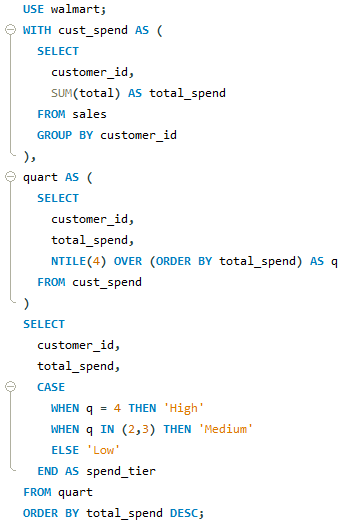 USE walmart;
WITH cust_spend AS (
SELECT
customer_id,
SUM(total) AS total_spend
FROM sales
GROUP BY customer_id
),
quart AS (
SELECT
customer_id,
total_spend,
NTILE(4) OVER (ORDER BY total_spend) AS q
FROM cust_spend
)
SELECT
customer_id,
total_spend,
CASE
WHEN q = 4 THEN 'High'
WHEN q IN (2,3) THEN 'Medium'
ELSE 'Low'
END AS spend_tier
FROM quart
ORDER BY total_spend DESC;